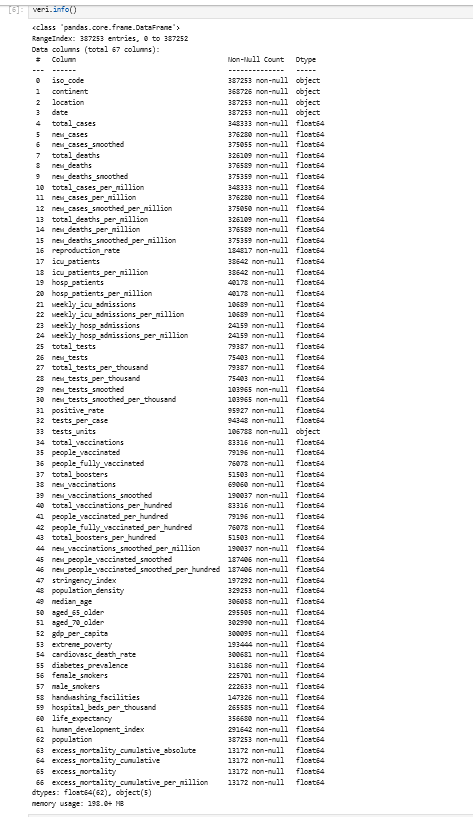 [6]: veri.info()
<class 'pandas.core.frame.DataFrame'>
RangeIndex: 387253 entries, 0 to 387252
Data columns (total 67 columns):
 #   Column                                   Non-Null Count   Dtype
---  ------                                   --------------   -----
 0   iso_code                                 387253 non-null  object
 1   continent                                368726 non-null  object
 2   location                                 387253 non-null  object
 3   date                                     387253 non-null  object
 4   total_cases                              348333 non-null  float64
 5   new_cases                                376280 non-null  float64
 6   new_cases_smoothed                       375055 non-null  float64
 7   total_deaths                             326109 non-null  float64
 8   new_deaths                               376589 non-null  float64
 9   new_deaths_smoothed                      375359 non-null  float64
 10  total_cases_per_million                  348333 non-null  float64
 11  new_cases_per_million                    376280 non-null  float64
 12  new_cases_smoothed_per_million           375050 non-null  float64
 13  total_deaths_per_million                 326109 non-null  float64
 14  new_deaths_per_million                   376589 non-null  float64
 15  new_deaths_smoothed_per_million          375359 non-null  float64
 16  reproduction_rate                        184817 non-null  float64
 17  icu_patients                             38642 non-null   float64
 18  icu_patients_per_million                 38642 non-null   float64
 19  hosp_patients                            40178 non-null   float64
 20  hosp_patients_per_million                40178 non-null   float64
 21  weekly_icu_admissions                    10689 non-null   float64
 22  weekly_icu_admissions_per_million        10689 non-null   float64
 23  weekly_hosp_admissions                   24159 non-null   float64
 24  weekly_hosp_admissions_per_million       24159 non-null   float64
 25  total_tests                              79387 non-null   float64
 26  new_tests                                75403 non-null   float64
 27  total_tests_per_thousand                 79387 non-null   float64
 28  new_tests_per_thousand                   75403 non-null   float64
 29  new_tests_smoothed                       103965 non-null  float64
 30  new_tests_smoothed_per_thousand          103965 non-null  float64
 31  positive_rate                            95927 non-null   float64
 32  tests_per_case                           94348 non-null   float64
 33  tests_units                              106788 non-null  object
 34  total_vaccinations                       83316 non-null   float64
 35  people_vaccinated                        79196 non-null   float64
 36  people_fully_vaccinated                  76078 non-null   float64
 37  total_boosters                           51503 non-null   float64
 38  new_vaccinations                         69060 non-null   float64
 39  new_vaccinations_smoothed                190037 non-null  float64
 40  total_vaccinations_per_hundred           83316 non-null   float64
 41  people_vaccinated_per_hundred            79196 non-null   float64
 42  people_fully_vaccinated_per_hundred      76078 non-null   float64
 43  total_boosters_per_hundred               51503 non-null   float64
 44  new_vaccinations_smoothed_per_million    190037 non-null  float64
 45  new_people_vaccinated_smoothed           187406 non-null  float64
 46  new_people_vaccinated_smoothed_per_hundred  187406 non-null  float64
 47  stringency_index                         197292 non-null  float64
 48  population_density                       329253 non-null  float64
 49  median_age                               306058 non-null  float64
 50  aged_65_older                            295505 non-null  float64
 51  aged_70_older                            302990 non-null  float64
 52  gdp_per_capita                           300095 non-null  float64
 53  extreme_poverty                          193444 non-null  float64
 54  cardiovasc_death_rate                    300681 non-null  float64
 55  diabetes_prevalence                      316186 non-null  float64
 56  female_smokers                           225701 non-null  float64
 57  male_smokers                             222633 non-null  float64
 58  handwashing_facilities                   147326 non-null  float64
 59  hospital_beds_per_thousand               265585 non-null  float64
 60  life_expectancy                          356680 non-null  float64
 61  human_development_index                  291642 non-null  float64
 62  population                               387253 non-null  float64
 63  excess_mortality_cumulative_absolute     13172 non-null   float64
 64  excess_mortality_cumulative              13172 non-null   float64
 65  excess_mortality                         13172 non-null   float64
 66  excess_mortality_cumulative_per_million  13172 non-null   float64
dtypes: float64(62), object(5)
memory usage: 198.0+ MB